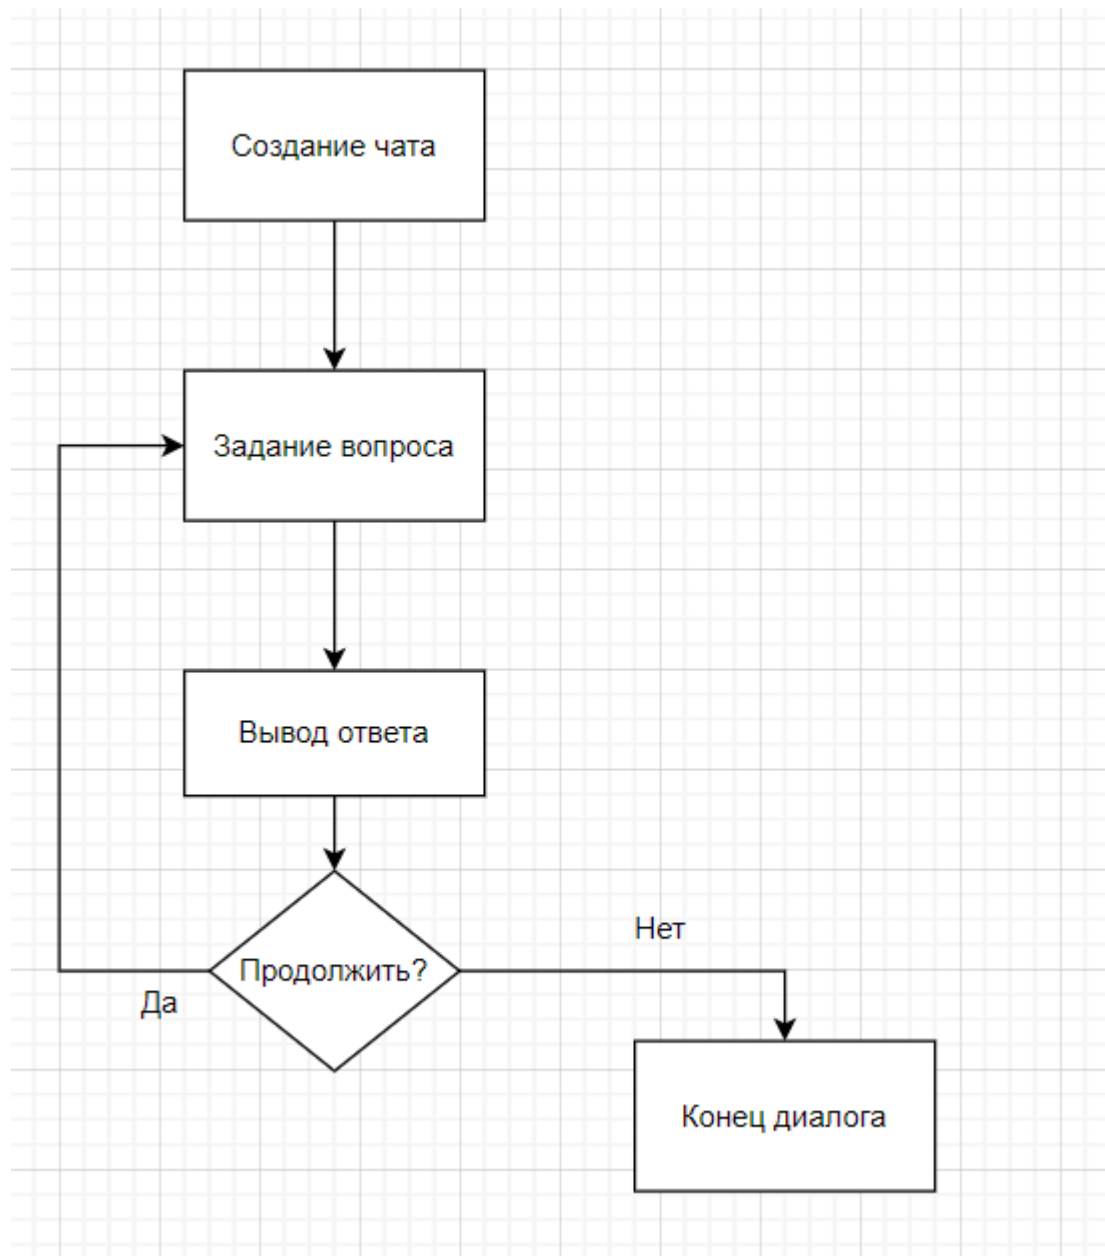 Создание чата
Задание вопроса
Вывод ответа
Нет
Продолжить?
Да
Конец диалога